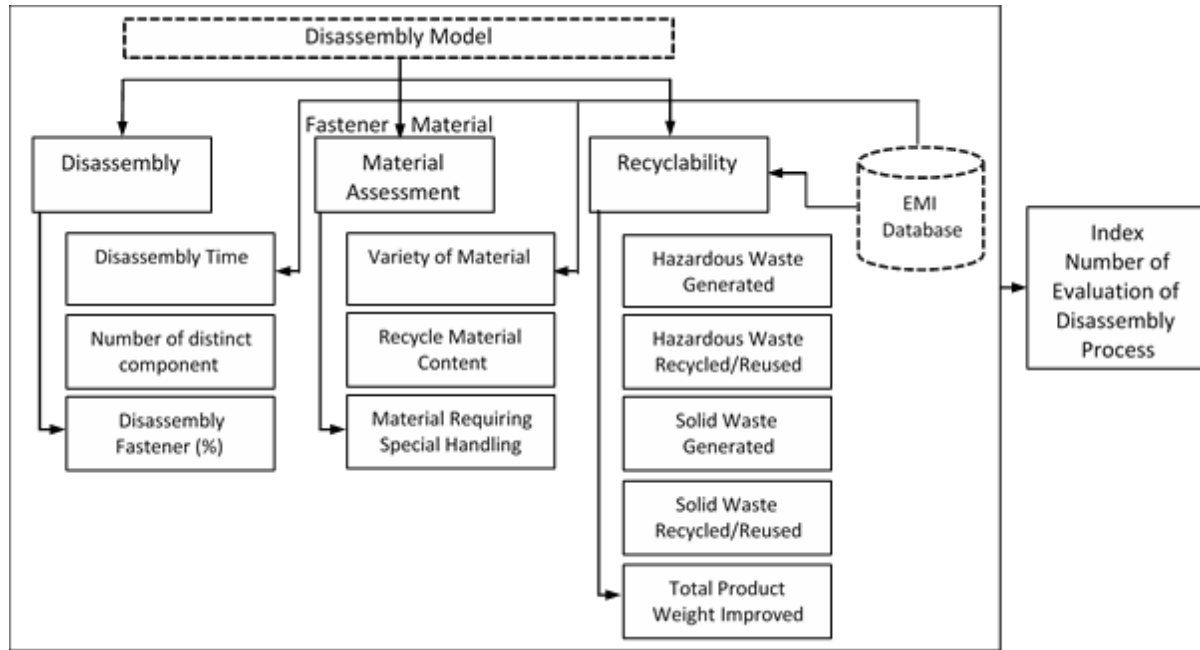 Disassembly Model
Fastener Material
Disassembly
Material
Assessment
Recyclability
EMI
Database
Disassembly Time
Number of distinct
component
Disassembly
Fastener (%)
Variety of Material
Recycle Material
Content
Material Requiring
Special Handling
Hazardous Waste
Generated
Hazardous Waste
Recycled/Reused
Solid Waste
Generated
Solid Waste
Recycled/Reused
Total Product
Weight Improved
Index
Number of
Evaluation of
Disassembly
Process